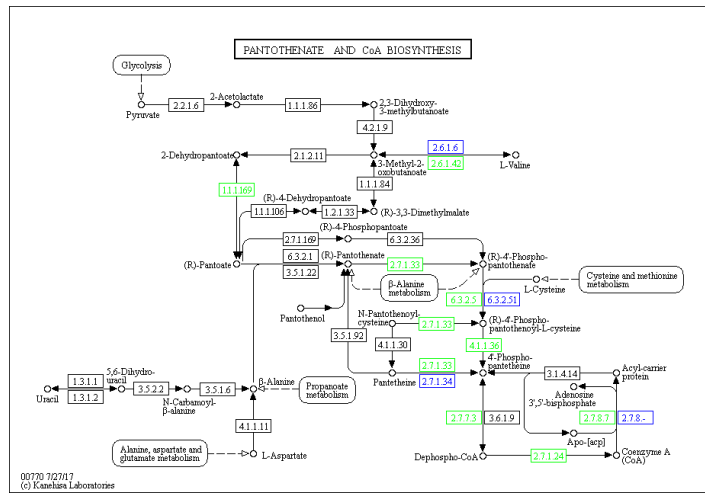 PANTOTHENATE AND CoA BIOSYNTHESIS
Glycolysis
Pyruvate
2.2.1.6
2-Acetolactate
1.1.1.86
2,3-Dihydroxy-
3-methylbutanoate
4.2.1.9
2-Dehydropantoate
2.1.2.11
3-Methyl-2-
oxobutanoate
2.6.1.6
2.6.1.42
L-Valine
1.1.1.169
1.1.1.84
(R)-4-Dehydropantoate
1.1.1.106
1.2.1.33
(R)-3,3-Dimethylmalate
(R)-4-Phosphopantoate
2.7.1.169
6.3.2.36
(R)-Pantoate
6.3.2.1
3.5.1.22
(R)-Pantothenate
2.7.1.33
(R)-4'-Phospho-
pantothenate
β-Alanine
metabolism
L-Cysteine
Cysteine and methionine
metabolism
Pantothenol
6.3.2.5
6.3.2.51
N-Pantothenoyl-
cysteine
2.7.1.33
(R)-4'-Phospho-
pantothenoyl-L-cysteine
3.5.1.92
4.1.1.30
4.1.1.36
Pantetheine
2.7.1.33
2.7.1.34
4'-Phospho-
pantetheine
3.1.4.14
Acyl-carrier
protein
5,6-Dihydro-
uracil
1.3.1.1
1.3.1.2
Uracil
3.5.2.2
N-Carbamoyl-
β-alanine
3.5.1.6
β-Alanine
Propanoate
metabolism
Adenosine
3',5'-bisphosphate
2.7.7.3
3.6.1.9
2.7.8.7
2.7.8.-
Apo-[acp]
4.1.1.11
Alanine, aspartate and
glutamate metabolism
L-Aspartate
Dephospho-CoA
2.7.1.24
Coenzyme A
(CoA)
00770 7/27/17
(c) Kanehisa Laboratories